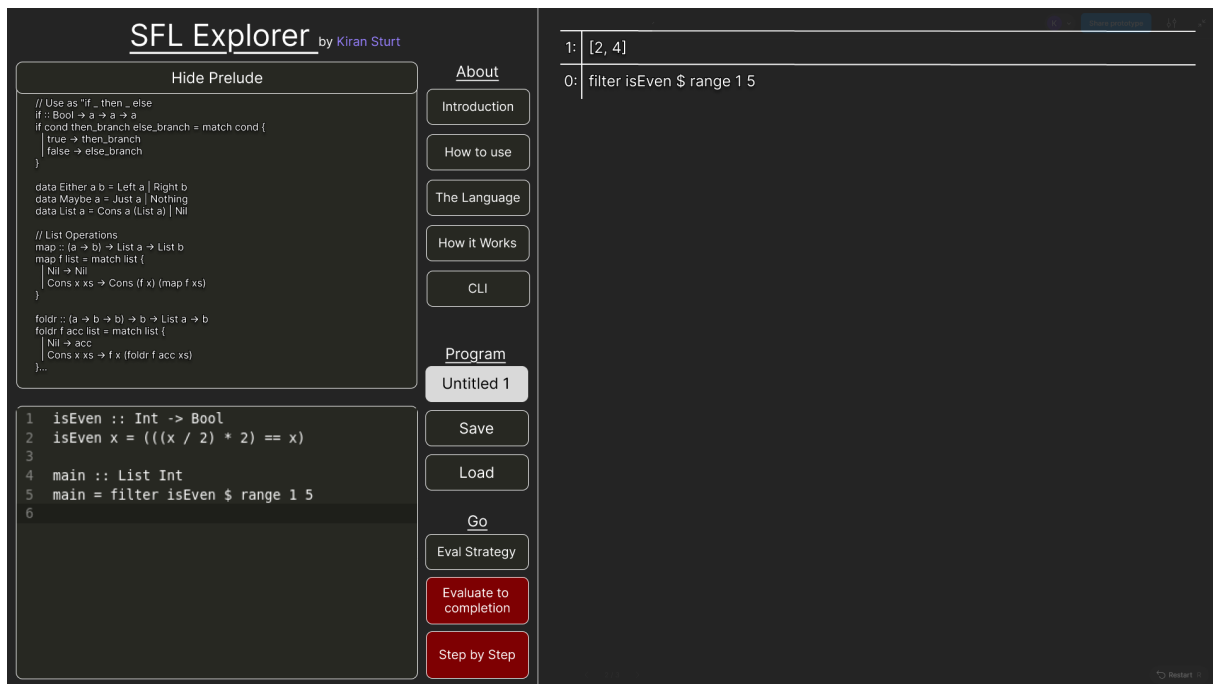 SFL Explorer by Kiran Sturt
Hide Prelude
// Use as "if _ then _ else
if :: Bool → a → a → a
if cond then_branch else_branch = match cond {
true → then_branch
false → else_branch
}
data Either a b = Left a | Right b
data Maybe a = Just a | Nothing
data List a = Cons a (List a) | Nil
// List Operations
map :: (a → b) → List a → List b
map f list = match list {
Nil → Nil
Cons x xs → Cons (f x) (map f xs)
}
foldr :: (a → b → b) → b → List a → b
foldr f acc list = match list {
Nil → acc
Cons x xs → f x (foldr f acc xs)
}...
1 isEven :: Int -> Bool
2 isEven x = (((x / 2) * 2) == x)
3
4 main :: List Int
5 main = filter isEven $ range 1 5
6
About
Introduction
How to use
The Language
How it Works
CLI
Program
Untitled 1
Save
Load
Go
Eval Strategy
Evaluate to
completion
Step by Step
1: [2, 4]
0: filter isEven $ range 1 5
Restart